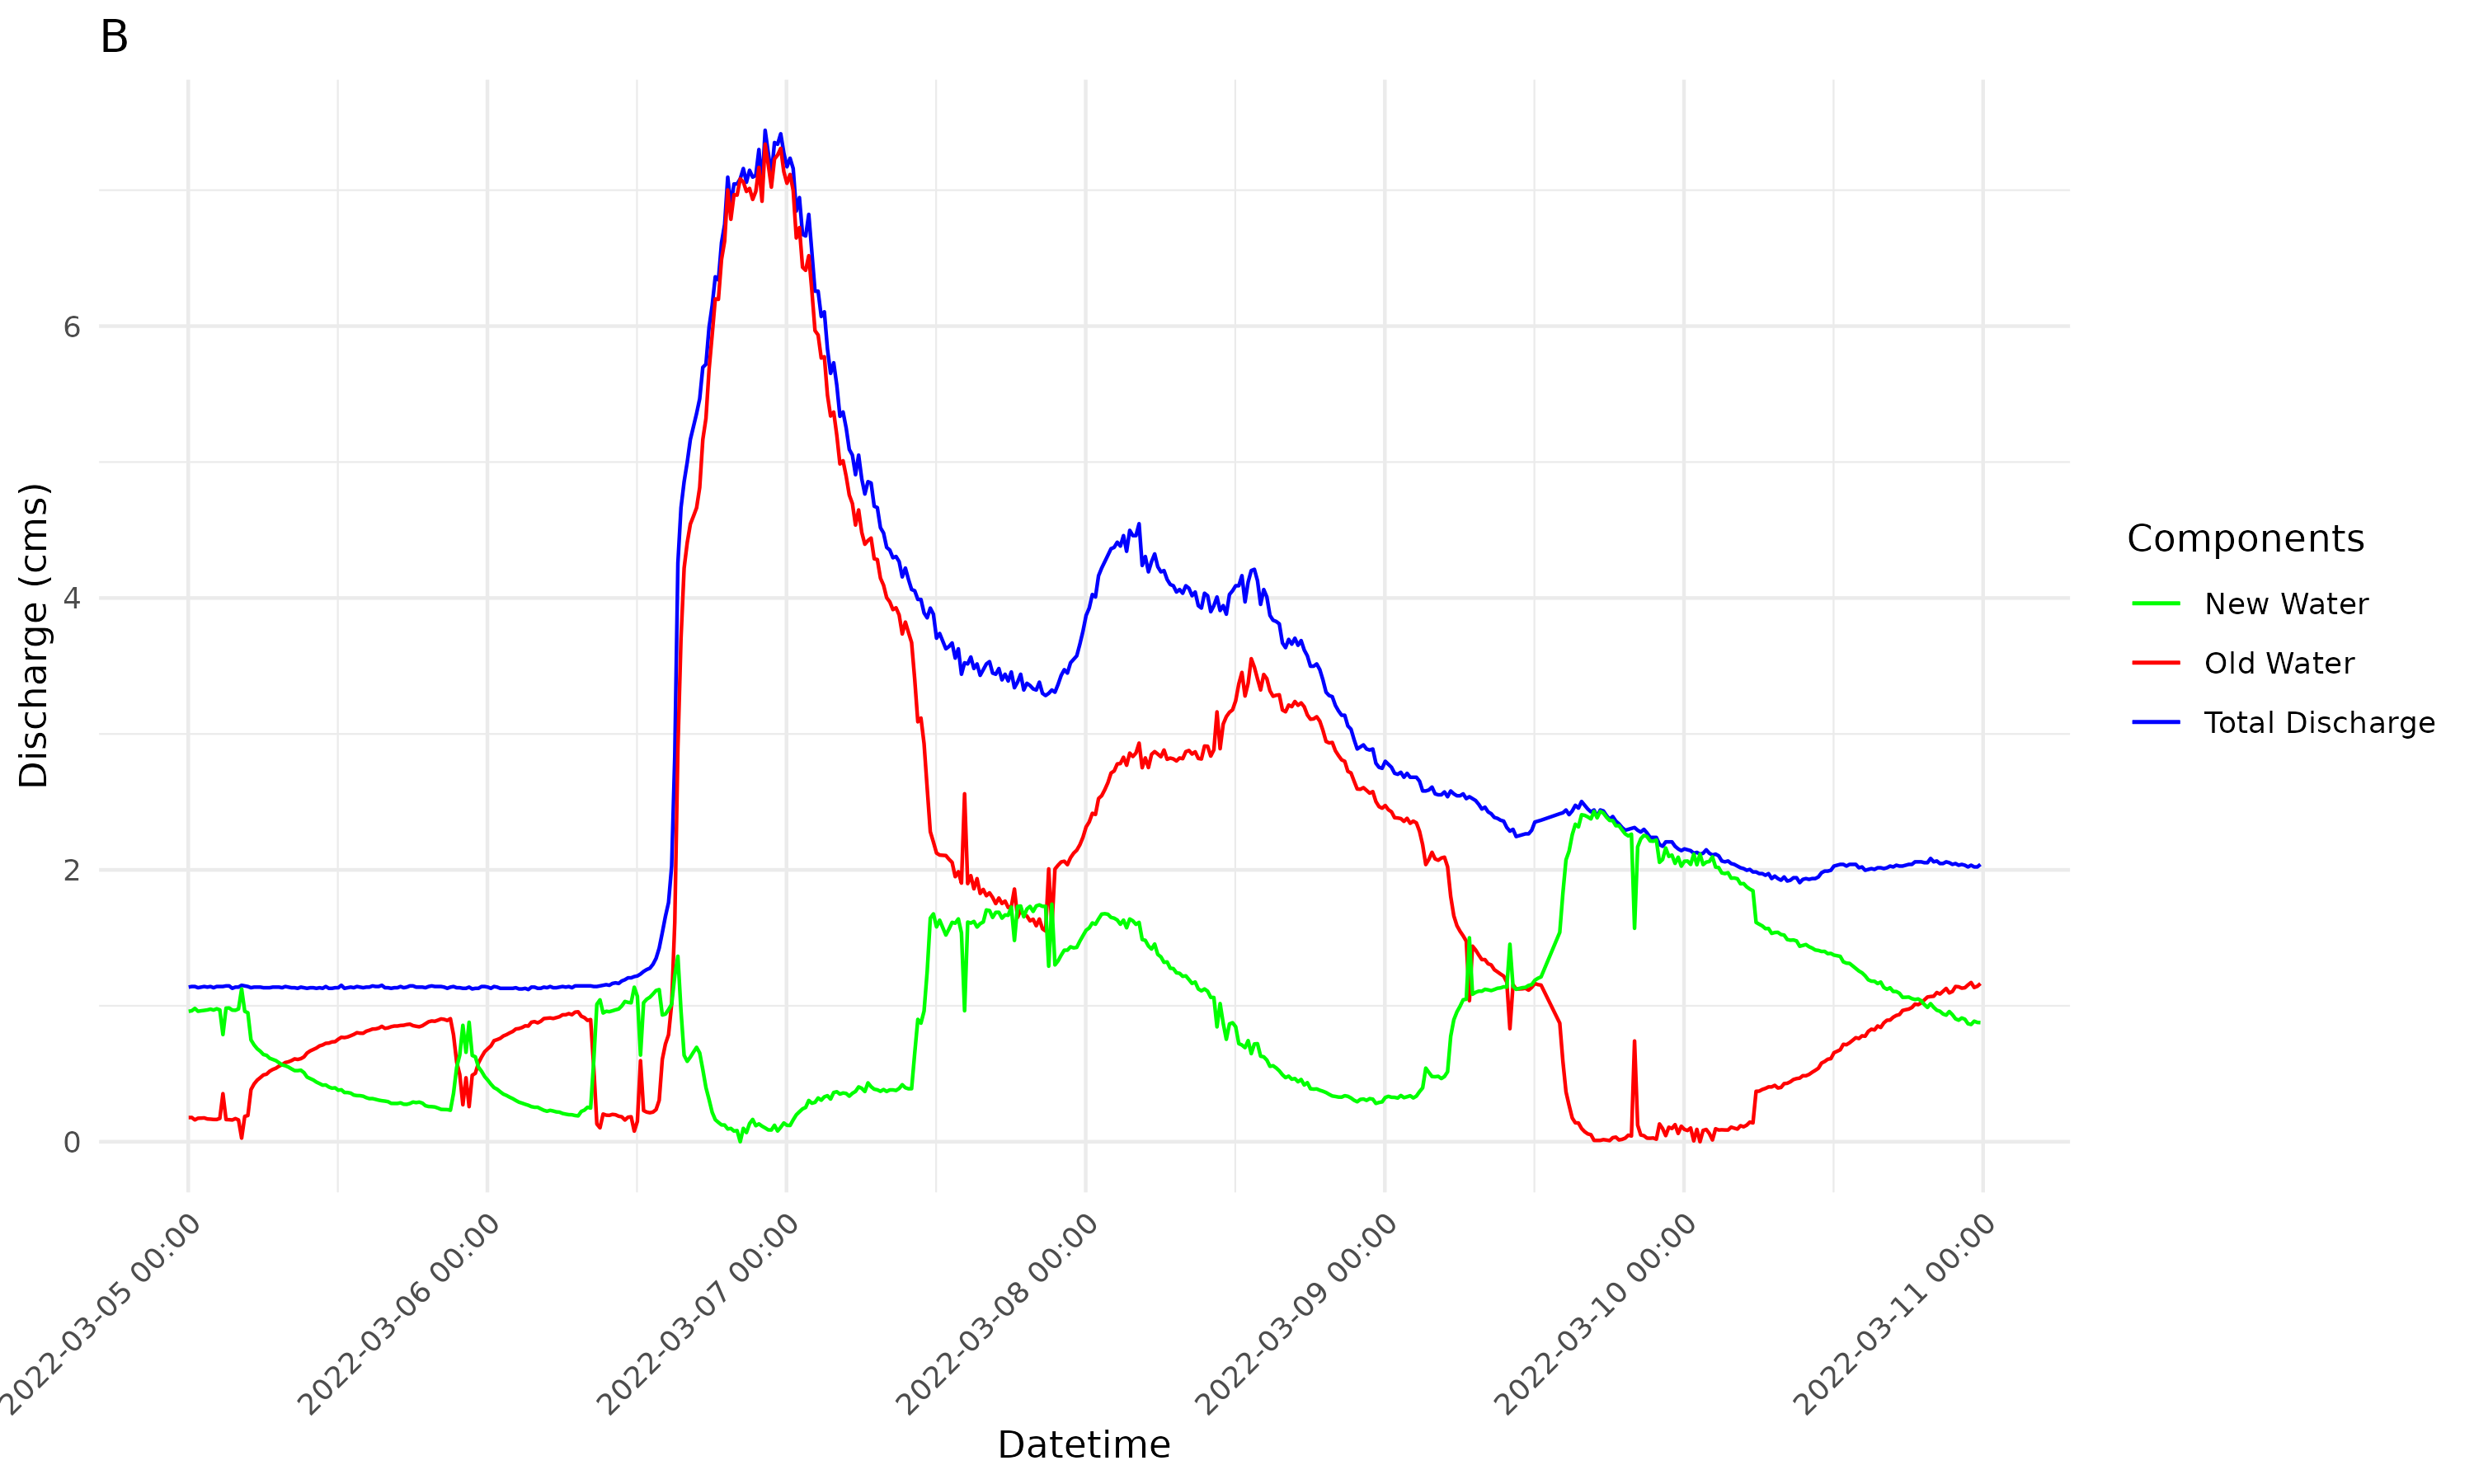 B
Discharge (cms)
6
4
2
0
2022-03-05 00:00
2022-03-06 00:00
2022-03-07 00:00
2022-03-08 00:00
2022-03-09 00:00
2022-03-10 00:00
2022-03-11 00:00
Datetime
Components
New Water
Old Water
Total Discharge